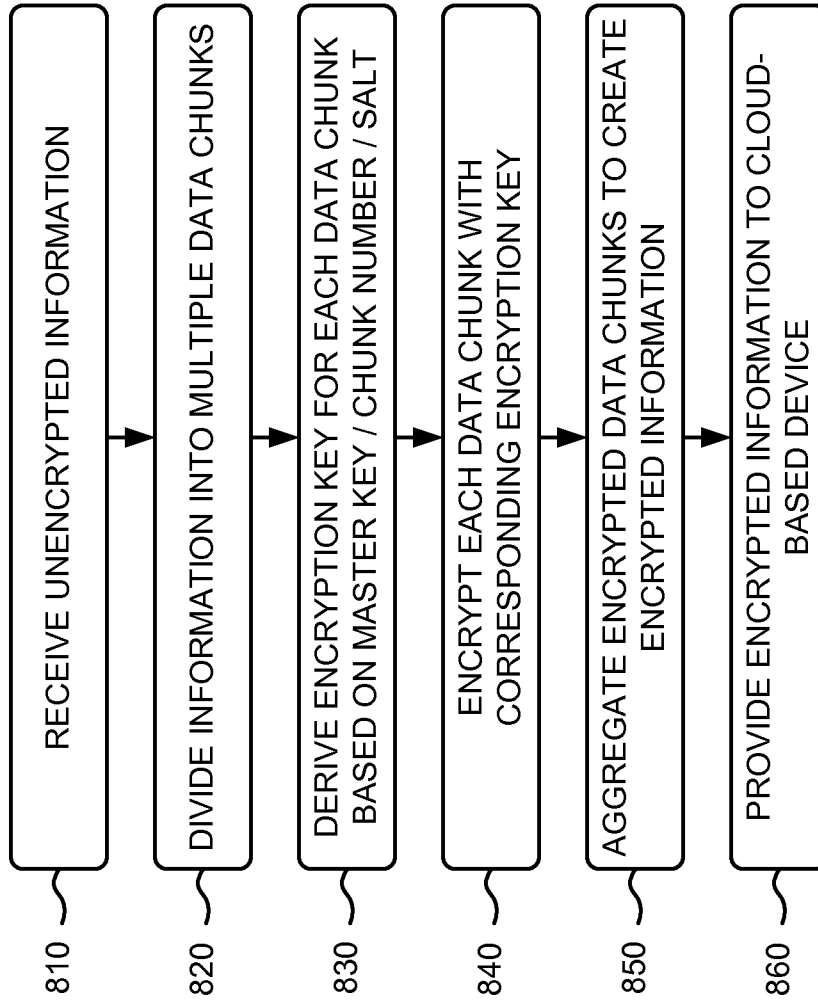 810
RECEIVE UNENCRYPTED INFORMATION
820
DIVIDE INFORMATION INTO MULTIPLE DATA CHUNKS
830
DERIVE ENCRYPTION KEY FOR EACH DATA CHUNK
BASED ON MASTER KEY / CHUNK NUMBER / SALT
840
ENCRYPT EACH DATA CHUNK WITH
CORRESPONDING ENCRYPTION KEY
850
AGGREGATE ENCRYPTED DATA CHUNKS TO CREATE
ENCRYPTED INFORMATION
860
PROVIDE ENCRYPTED INFORMATION TO CLOUD-
BASED DEVICE